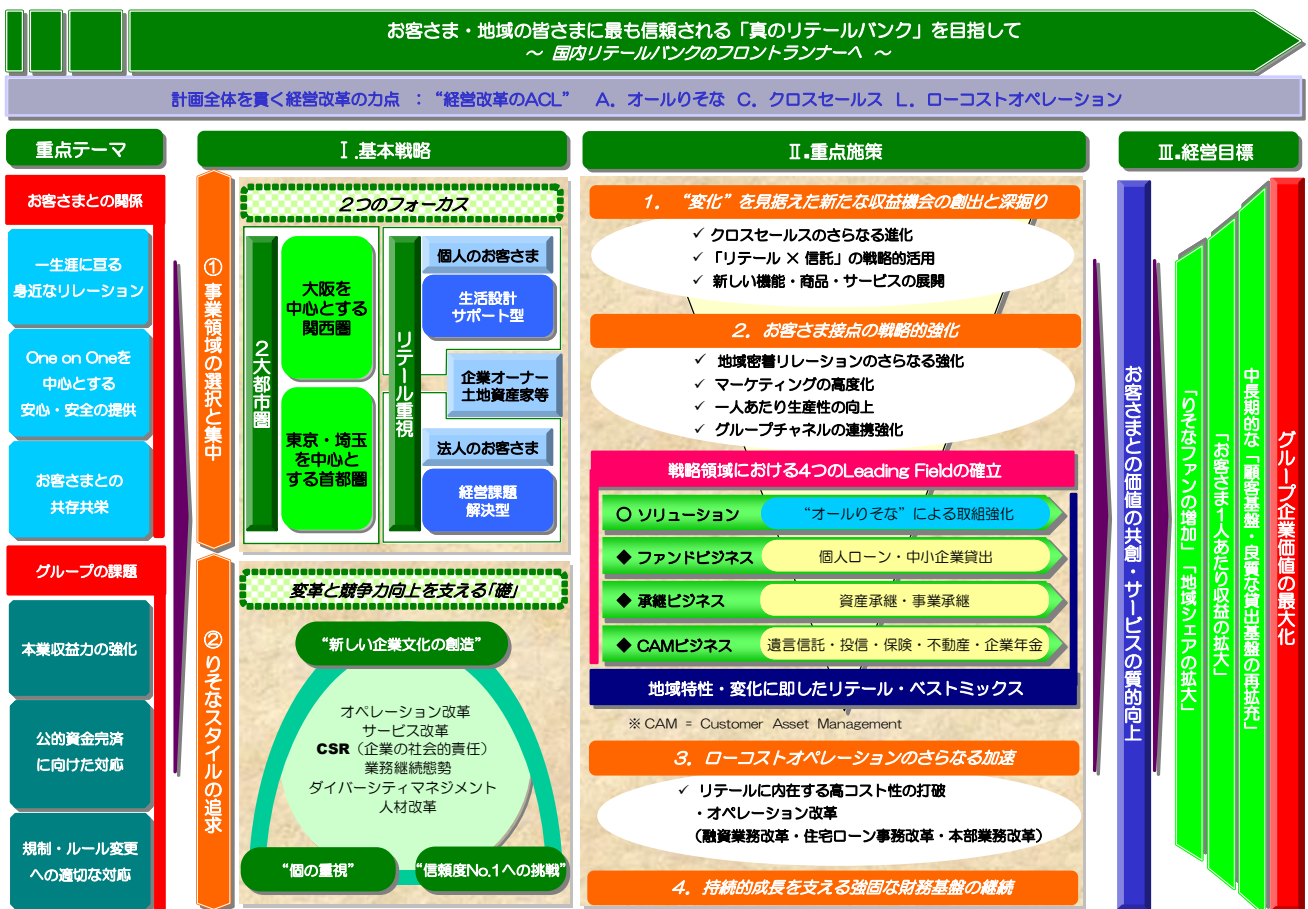 お客さま・地域の皆さまに最も信頼される「真のリテールバンク」を目指して
～ 国内リテールバンクのフロントランナーへ ～
計画全体を貫く経営改革の力点 ：“経営改革のACL” A．オールりそな C．クロスセールス L．ローコストオペレーション
重点テーマ
お客さまとの関係
一生涯に亘る
身近なリレーション
One on Oneを
中心とする
安心・安全の提供
お客さまとの
共存共栄
グループの課題
本業収益力の強化
公的資金完済
に向けた対応
規制・ルール変更
への適切な対応
Ⅰ.基本戦略
① 事業領域の選択と集中
2つのフォーカス
2大都市圏
大阪を
中心とする
関西圏
東京・埼玉
を中心と
する首都圏
リテール重視
個人のお客さま
生活設計
サポート型
企業オーナー
土地資産家等
法人のお客さま
経営課題
解決型
② りそなスタイルの追求
変革と競争力向上を支える「礎」
“新しい企業文化の創造”
オペレーション改革
サービス改革
CSR（企業の社会的責任）
業務継続態勢
ダイバーシティマネジメント
人材改革
“個の重視”
“信頼度No.1への挑戦”
Ⅱ.重点施策
1. “変化”を見据えた新たな収益機会の創出と深掘り
✓ クロスセールスのさらなる進化
✓ 「リテール × 信託」の戦略的活用
✓ 新しい機能・商品・サービスの展開
2. お客さま接点の戦略的強化
✓ 地域密着リレーションのさらなる強化
✓ マーケティングの高度化
✓ 一人あたり生産性の向上
✓ グループチャネルの連携強化
戦略領域における4つのLeading Fieldの確立
〇 ソリューション “オールりそな”による取組強化
◆ ファンドビジネス 個人ローン・中小企業貸出
◆ 承継ビジネス 資産承継・事業承継
◆ CAMビジネス 遺言信託・投信・保険・不動産・企業年金
地域特性・変化に即したリテール・ベストミックス
※ CAM = Customer Asset Management
3. ローコストオペレーションのさらなる加速
✓ リテールに内在する高コスト性の打破
・オペレーション改革
（融資業務改革・住宅ローン事務改革・本部業務改革）
4. 持続的成長を支える強固な財務基盤の継続
Ⅲ.経営目標
お客さまとの価値の共創・サービスの質的向上
「りそなファンの増加」「地域シェアの拡大」
「お客さま1人あたり収益の拡大」
中長期的な「顧客基盤・良質な貸出基盤の再拡充」
グループ企業価値の最大化